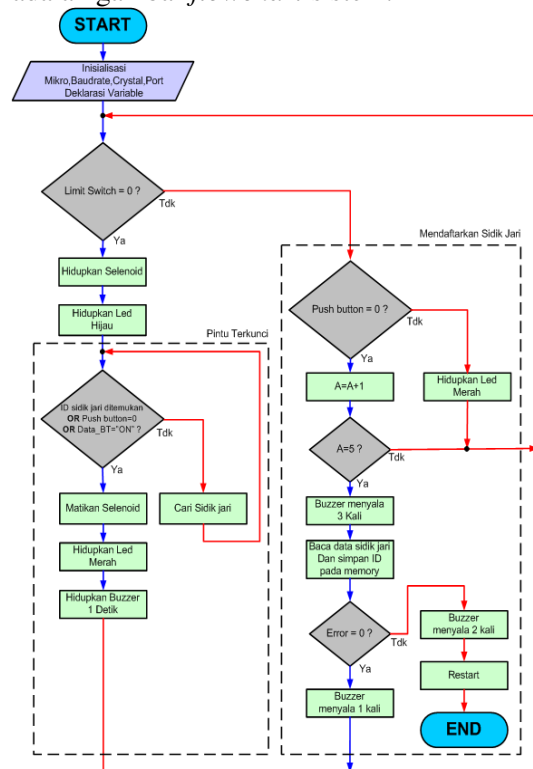 START
Inisialisasi
Mikro,Baudrate,Crystal,Port
Deklarasi Variable
Limit Switch = 0 ?
Tdk
Ya
Hidupkan Selenoid
Hidupkan Led
Hijau
Pintu Terkunci
ID sidik jari ditemukan
OR Push button=0
OR Data_BT="ON" ?
Tdk
Ya
Matikan Selenoid
Cari Sidik jari
Hidupkan Led
Merah
Hidupkan Buzzer
1 Detik
Mendaftarkan Sidik Jari
Push button = 0 ?
Tdk
Ya
A=A+1
Hidupkan Led
Merah
A=5 ?
Tdk
Ya
Buzzer menyala
3 Kali
Baca data sidik jari
Dan simpan ID
pada memory
Error = 0 ?
Tdk
Ya
Buzzer
menyala 2 kali
Restart
Buzzer
menyala 1 kali
END